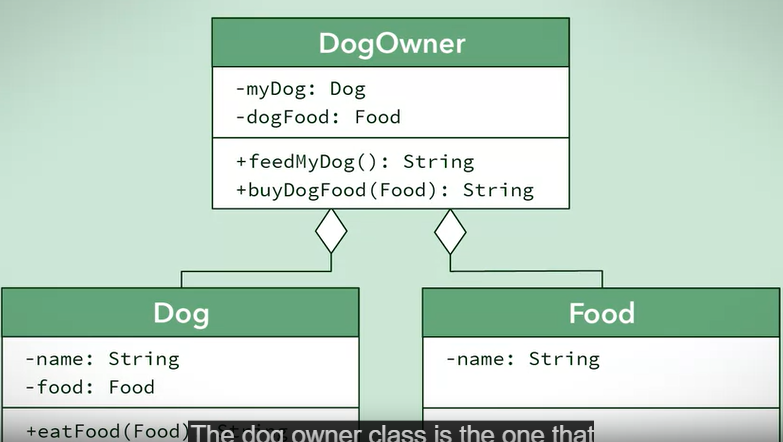 DogOwner
-myDog: Dog
-dogFood: Food
+feedMyDog(): String
+buyDogFood(Food): String
Dog
-name: String
-food: Food
+eatFood(Food)
Food
-name: String
The dog owner class is the one that